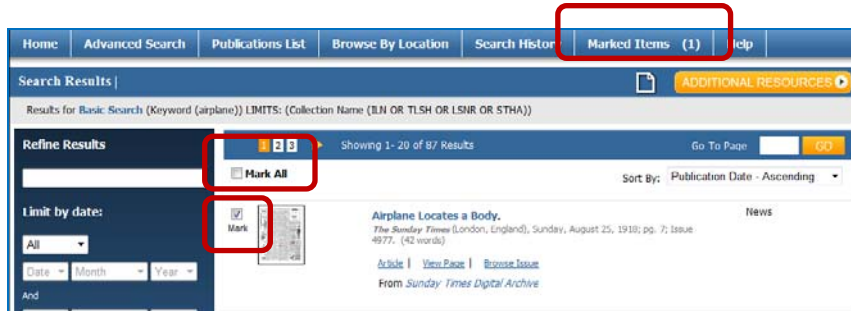 Home Advanced Search Publications List Browse By Location Search History Marked Items (1) Help
Search Results |
ADDITIONAL RESOURCES
Results for Basic Search (Keyword (airplane)) LIMITS: (Collection Name (ILN OR TLSH OR LSNR OR STHA))
Refine Results
1 2 3 Showing 1- 20 of 87 Results Go To Page GO
Mark All
Sort By: Publication Date - Ascending
Limit by date:
Mark
Airplane Locates a Body. News
The Sunday Times (London, England), Sunday, August 25, 1918; pg. 7; Issue
4977. (42 words)
All
Article | View Page | Browse Issue
Date Month Year
From Sunday Times Digital Archive
And